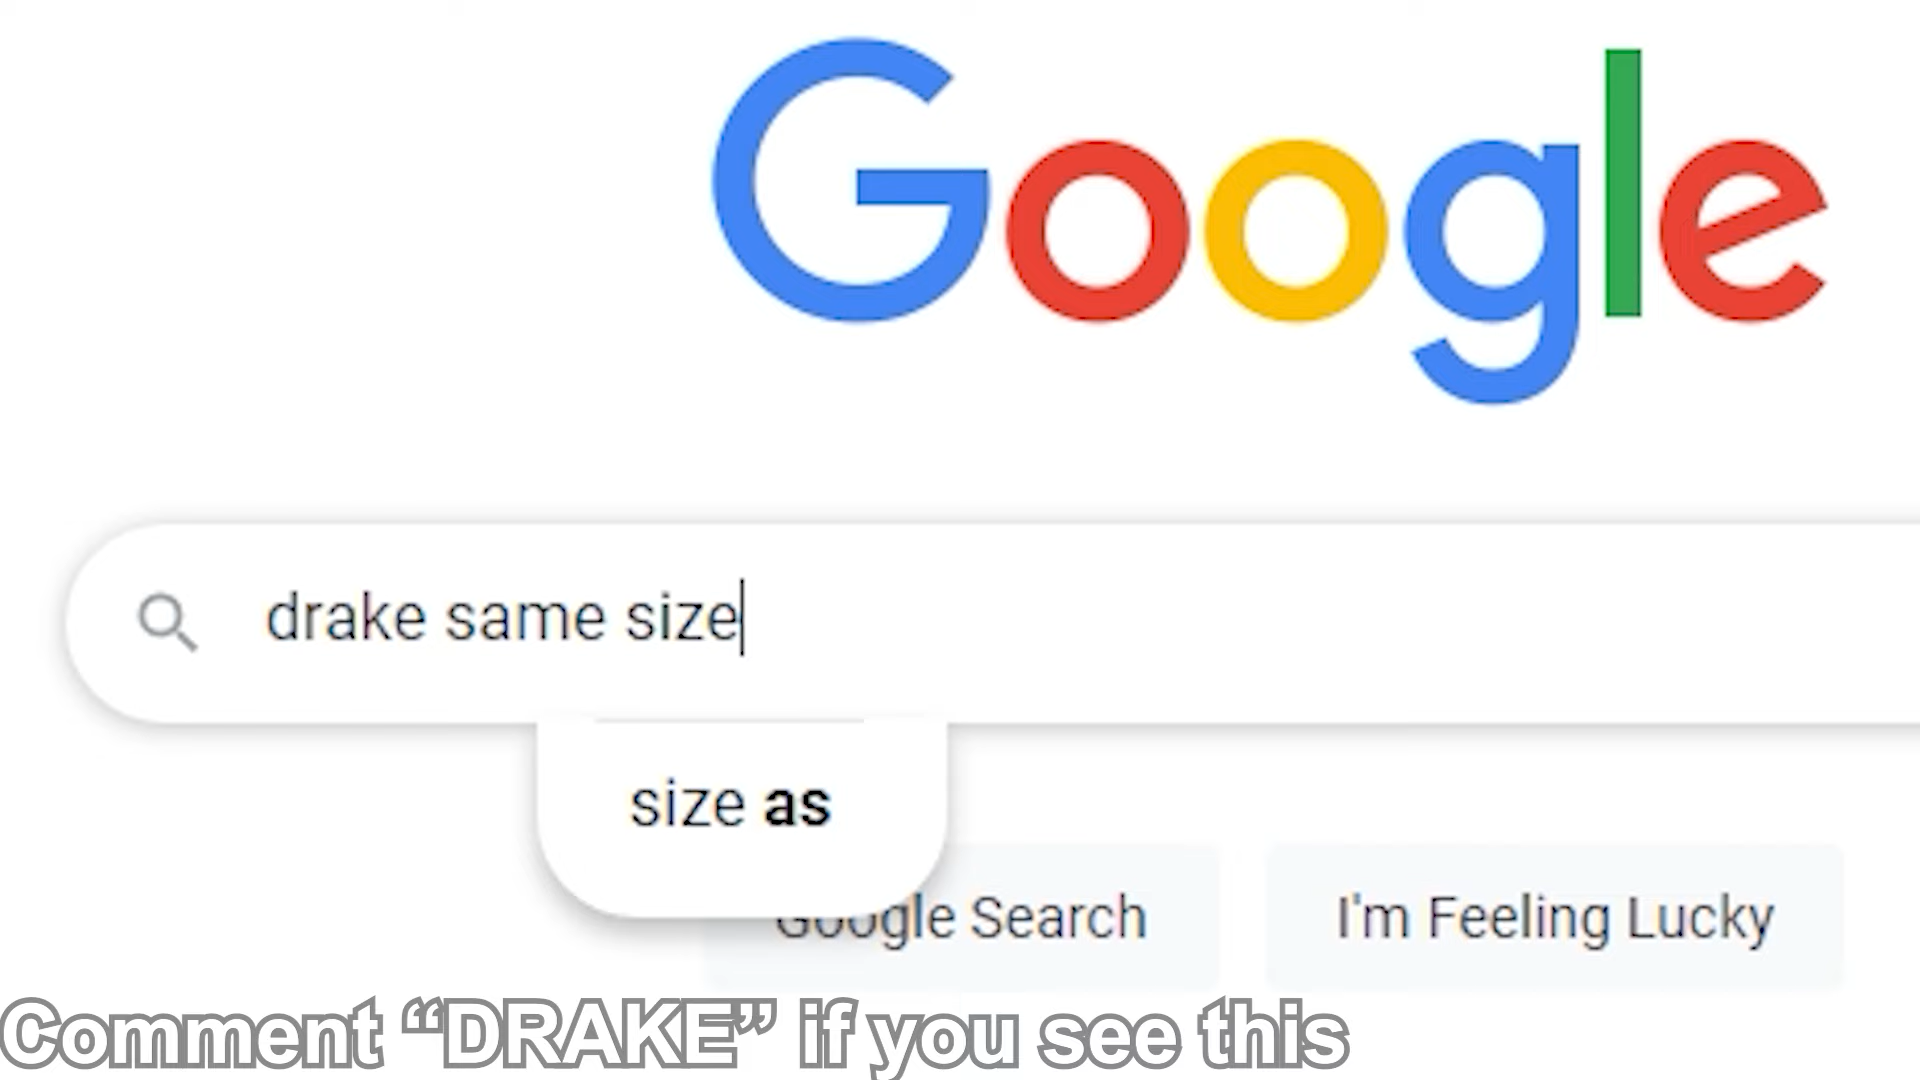 Google
drake same size
size as
Google Search
I'm Feeling Lucky
Comment “DRAKE” if you see this